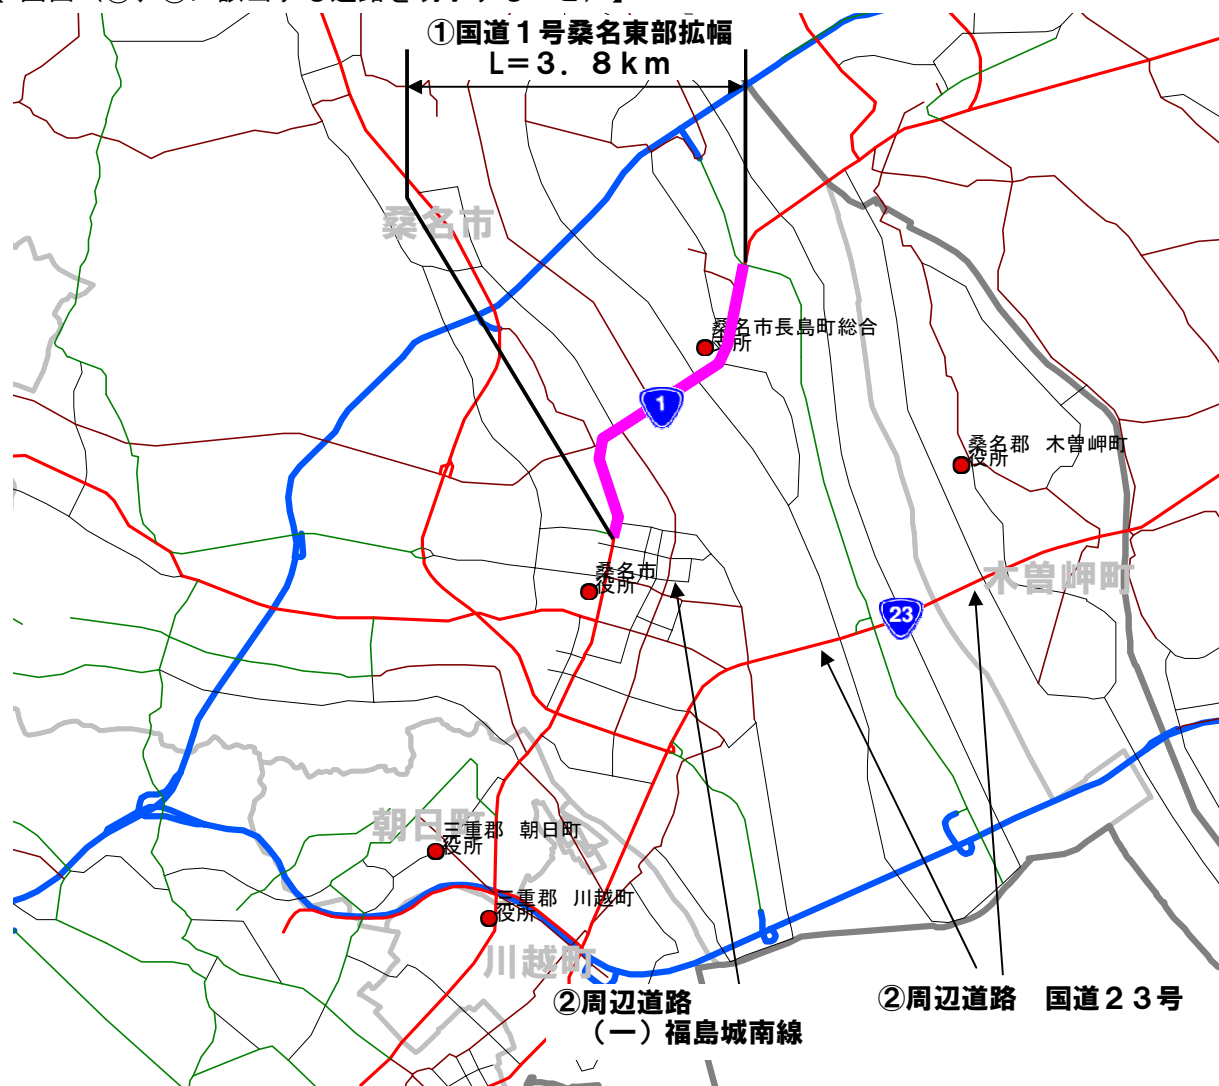 ①国道１号桑名東部拡幅
L＝３．８ｋｍ
桑名市
桑名市長島町総合
役所
1
桑名郡　木曽岬町
役所
桑名市
役所
木曽岬町
23
朝日町
三重郡　朝日町
役所
三重郡　川越町
役所
川越町
②周辺道路
（一）福島城南線
②周辺道路　国道２３号